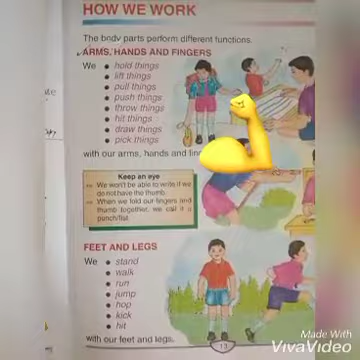 HOW WE WORK
The body parts perform different functions.
ARMS, HANDS AND FINGERS
We • hold things
• lift things
• pull things
• push things
• throw things
• hit things
• draw things
• pick things
with our arms, hands and
Keep an eye
We won't be able to write if we
do not have the thumb.
When we fold our fingers and
thumb together, we call it a
punch/fist.
FEET AND LEGS
We • stand
• walk
• run
• jump
• hop
• kick
• hit
with our feet and legs.
13
Made With
VivaVideo